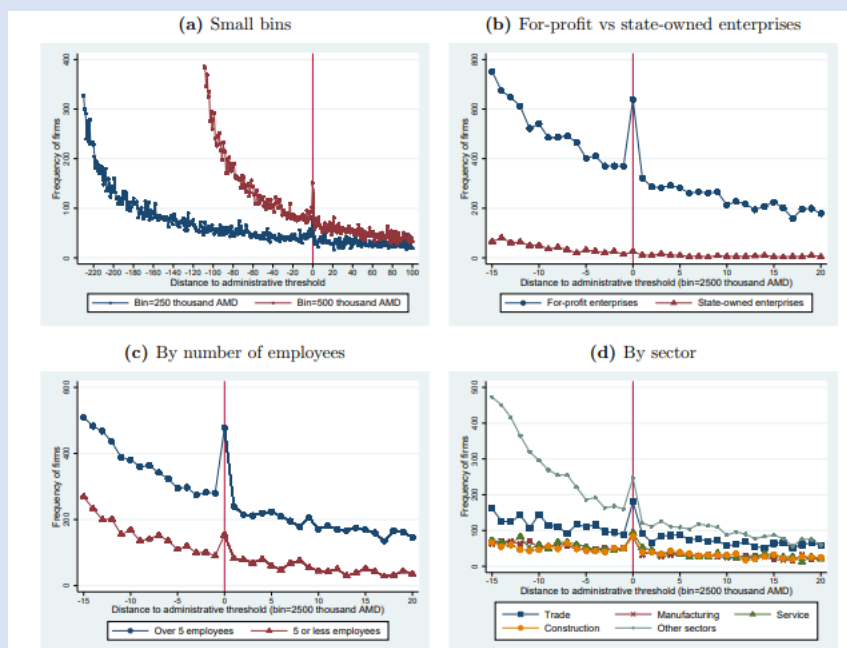 (a) Small bins
Frequency of firms
0 100 200 300 400
-220 -200 -180 -160 -140 -120 -100 -80 -60 -40 -20 0 20 40 60 80 100
Distance to administrative threshold
Bin=250 thousand AMD Bin=500 thousand AMD
(b) For-profit vs state-owned enterprises
Frequency of firms
0 200 400 600 800
-15 -10 -5 0 5 10 15 20
Distance to administrative threshold (bin=2500 thousand AMD)
For-profit enterprises State-owned enterprises
(c) By number of employees
Frequency of firms
0 200 400 600
-15 -10 -5 0 5 10 15 20
Distance to administrative threshold (bin=2500 thousand AMD)
Over 5 employees 5 or less employees
(d) By sector
Frequency of firms
0 100 200 300 400 500
-15 -10 -5 0 5 10 15 20
Distance to administrative threshold (bin=2500 thousand AMD)
Trade Manufacturing Service
Construction Other sectors